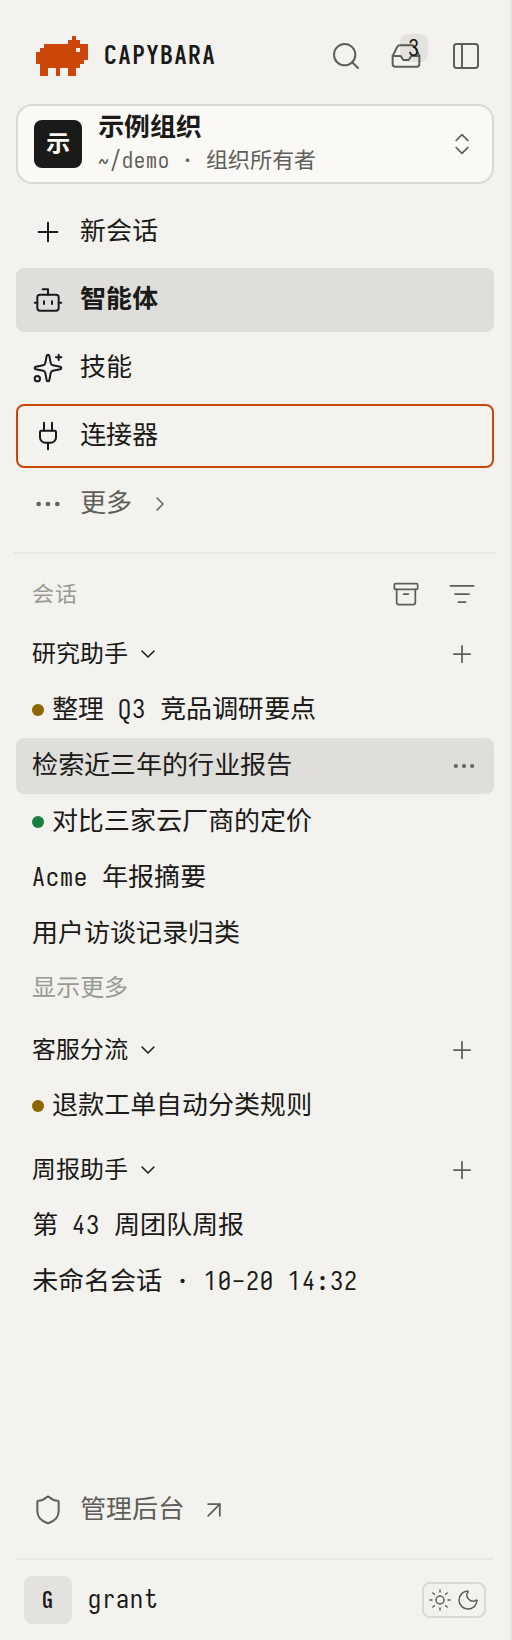 CAPYBARA
3
示
示例组织
~/demo · 组织所有者
新会话
智能体
技能
连接器
更多
会话
研究助手
整理 Q3 竞品调研要点
检索近三年的行业报告
对比三家云厂商的定价
Acme 年报摘要
用户访谈记录归类
显示更多
客服分流
退款工单自动分类规则
周报助手
第 43 周团队周报
未命名会话 · 10-20 14:32
管理后台
G grant